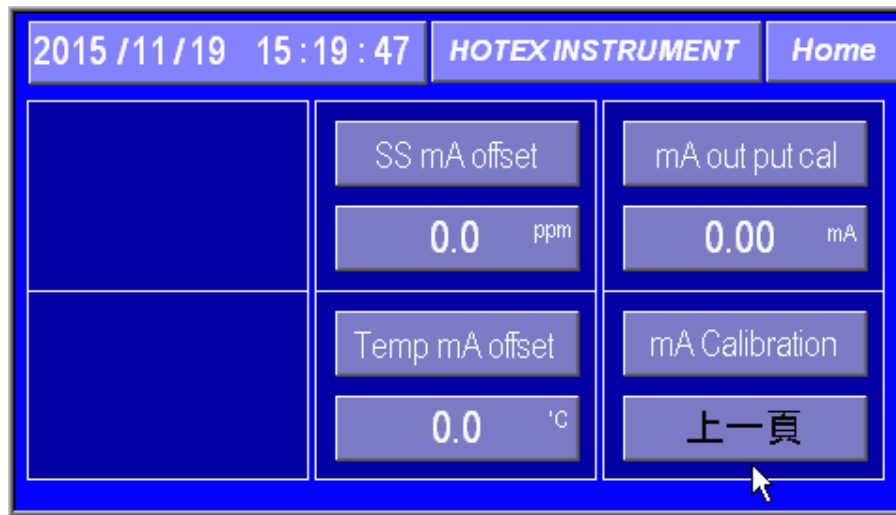 2015 /11 / 19 15 : 19 : 47 HOTEX INSTRUMENT Home
SS mA offset
0.0 ppm
Temp mA offset
0.0 °C
mA out put cal
0.00 mA
mA Calibration
上一頁